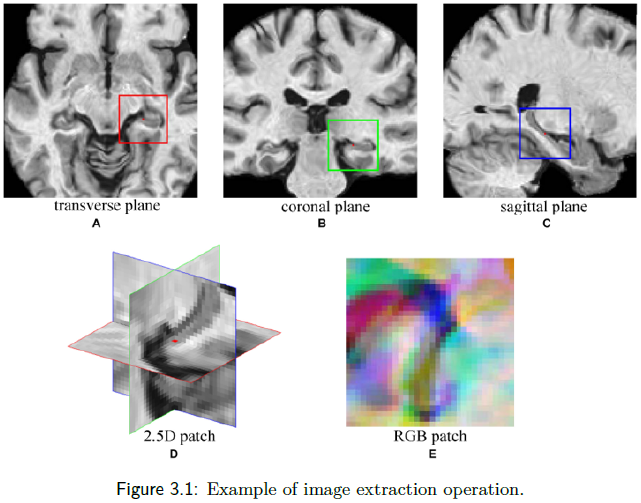 transverse plane
coronal plane
sagittal plane
A
B
C
2.5D patch
RGB patch
D
E
Figure 3.1: Example of image extraction operation.